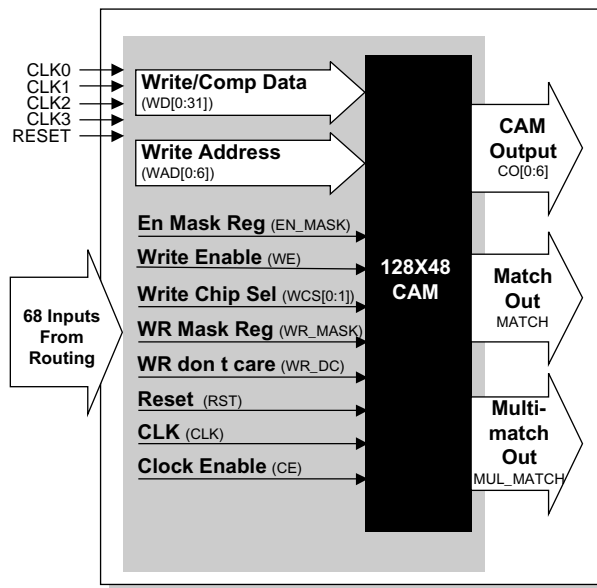 CLK0
CLK1
CLK2
CLK3
RESET
Write/Comp Data
(WD[0:31])
Write Address
(WAD[0:6])
En Mask Reg (EN_MASK)
Write Enable (WE)
Write Chip Sel (WCS[0:1])
WR Mask Reg (WR_MASK)
WR don t care (WR_DC)
Reset (RST)
CLK (CLK)
Clock Enable (CE)
68 Inputs
From
Routing
128X48
CAM
CAM
Output
CO[0:6]
Match
Out
MATCH
Multi-
match
Out
MUL_MATCH